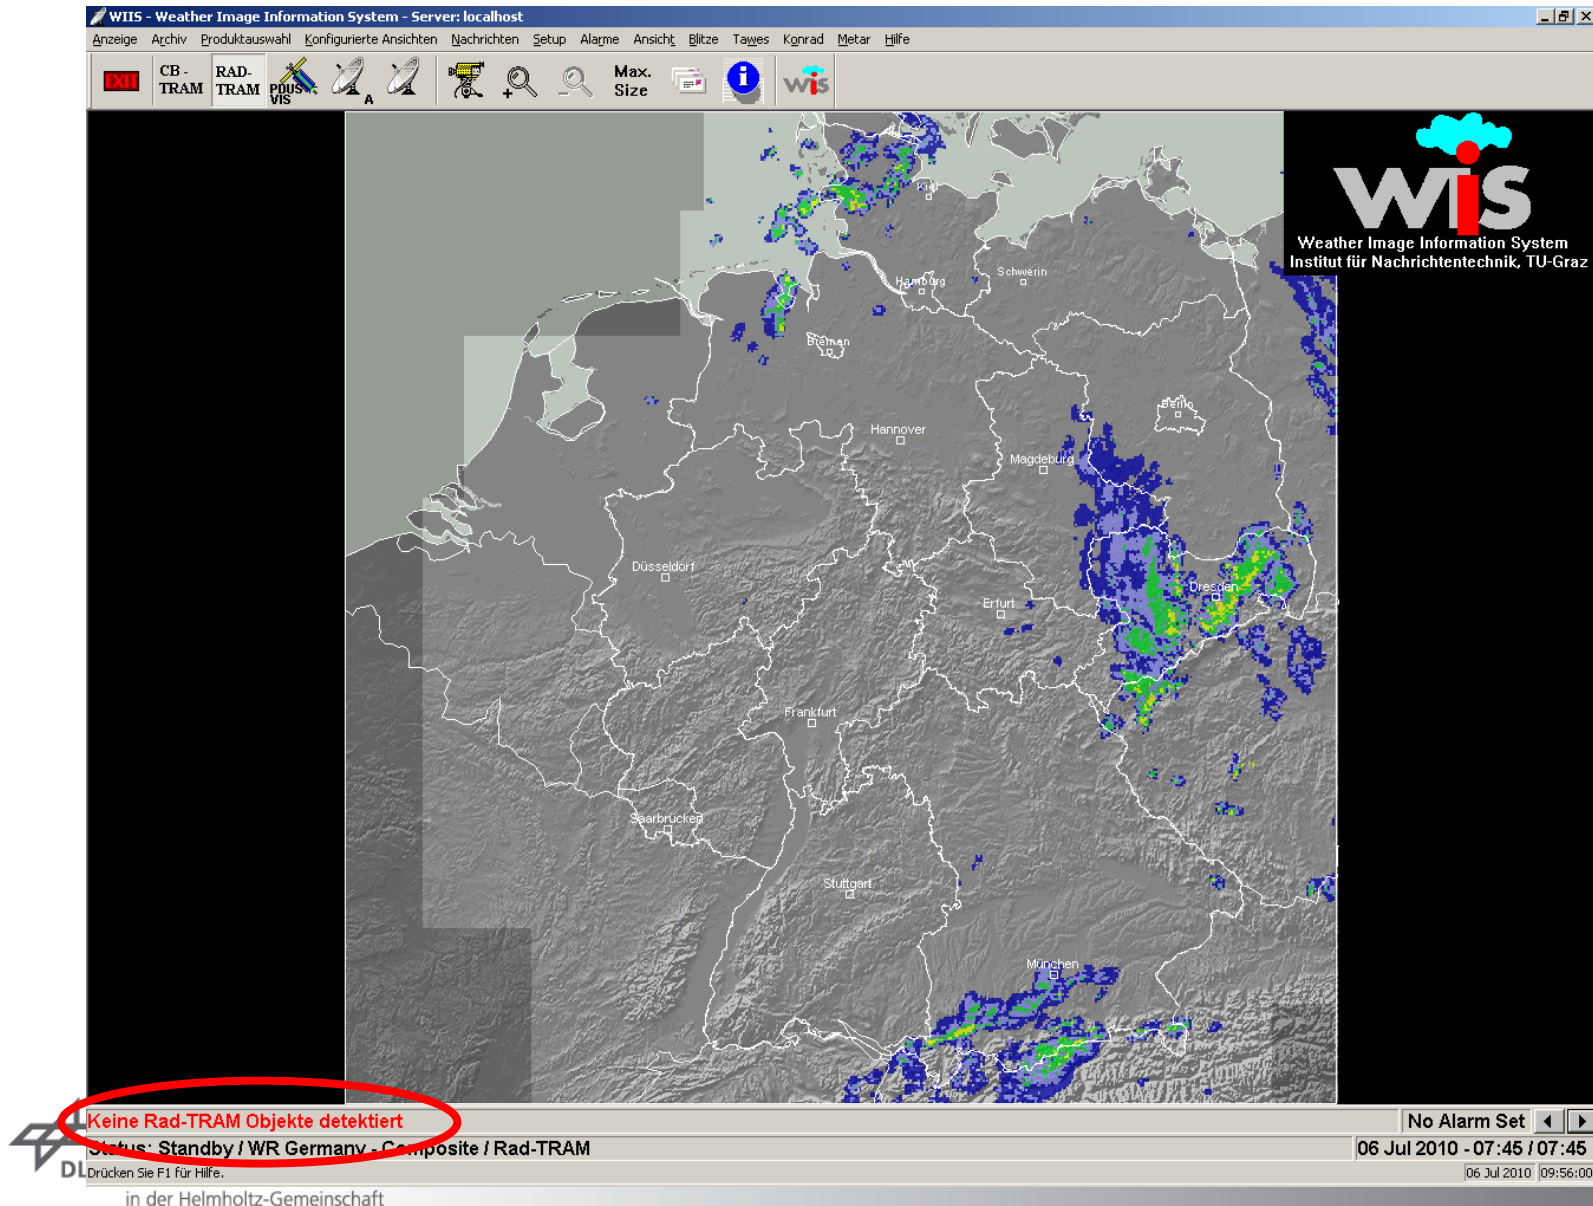 WIIS - Weather Image Information System - Server: localhost
Anzeige Archiv Produktauswahl Konfigurierte Ansichten Nachrichten Setup Alarme Ansicht Blitze Tawes Konrad Metar Hilfe
EXIT CB - TRAM RAD- TRAM PDUS VIS A Max. Size i wis
WIS
Weather Image Information System
Institut für Nachrichtentechnik, TU-Graz
Kiel
Schwerin
Hamburg
Bremen
Berlin
Hannover
Magdeburg
Düsseldorf
Dresden
Erfurt
Frankfurt
Saarbrücken
Stuttgart
München
Keine Rad-TRAM Objekte detektiert No Alarm Set
Status: Standby / WR Germany - Composite / Rad-TRAM 06 Jul 2010 - 07:45 / 07:45
DL Drücken Sie F1 für Hilfe. 06 Jul 2010 09:56:00
in der Helmholtz-Gemeinschaft